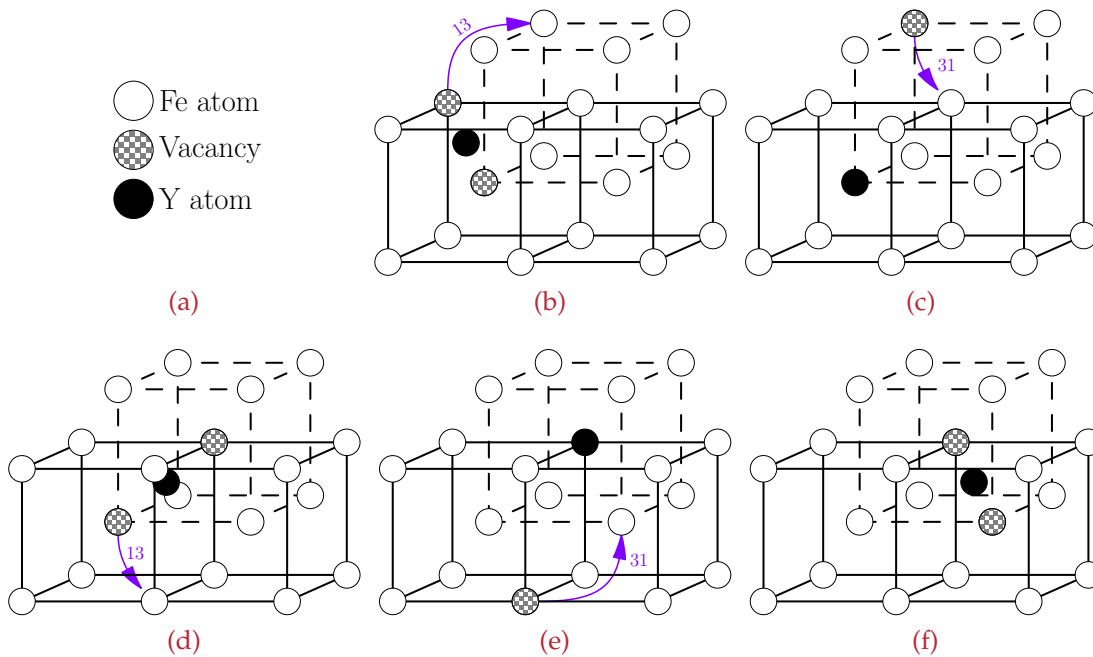 13
31
Fe atom
Vacancy
Y atom
(a)
(b)
(c)
13
31
(d)
(e)
(f)